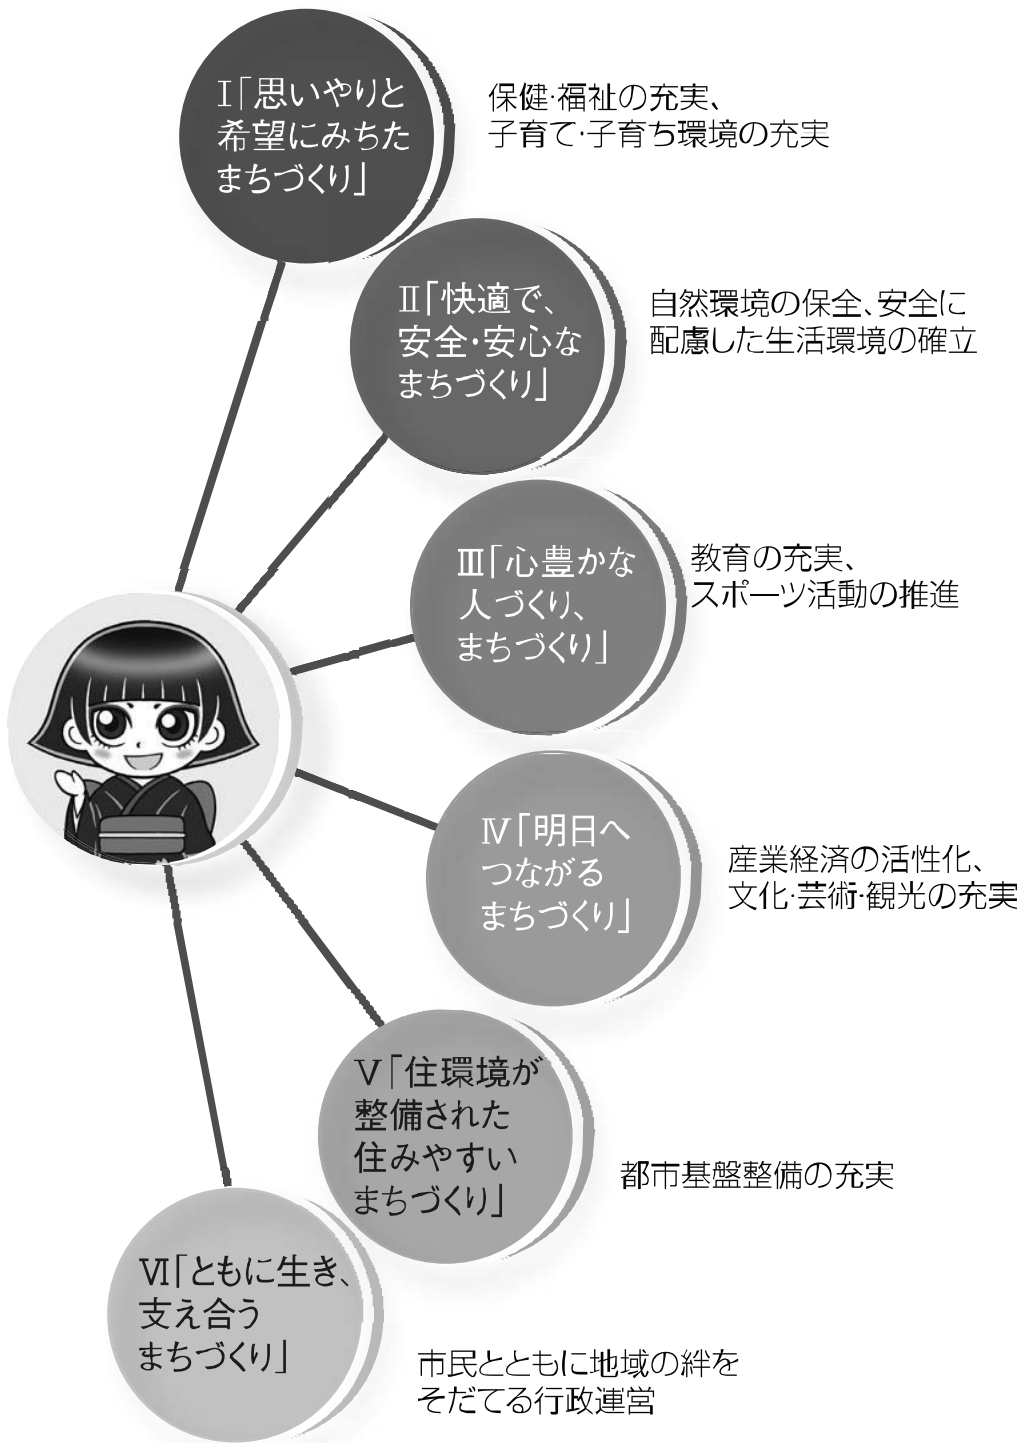 Ⅰ「思いやりと
希望にみちた
まちづくり」
保健·福祉の充実、
子育て·子育ち環境の充実
Ⅱ「快適で、
安全·安心な
まちづくり」
自然環境の保全、安全に
配慮した生活環境の確立
Ⅲ「心豊かな
人づくり、
まちづくり」
教育の充実、
スポーツ活動の推進
Ⅳ「明日へ
つながる
まちづくり」
産業経済の活性化、
文化·芸術·観光の充実
Ⅴ「住環境が
整備された
住みやすい
まちづくり」
都市基盤整備の充実
Ⅵ「ともに生き、
支え合う
まちづくり」
市民とともに地域の絆を
そだてる行政運営